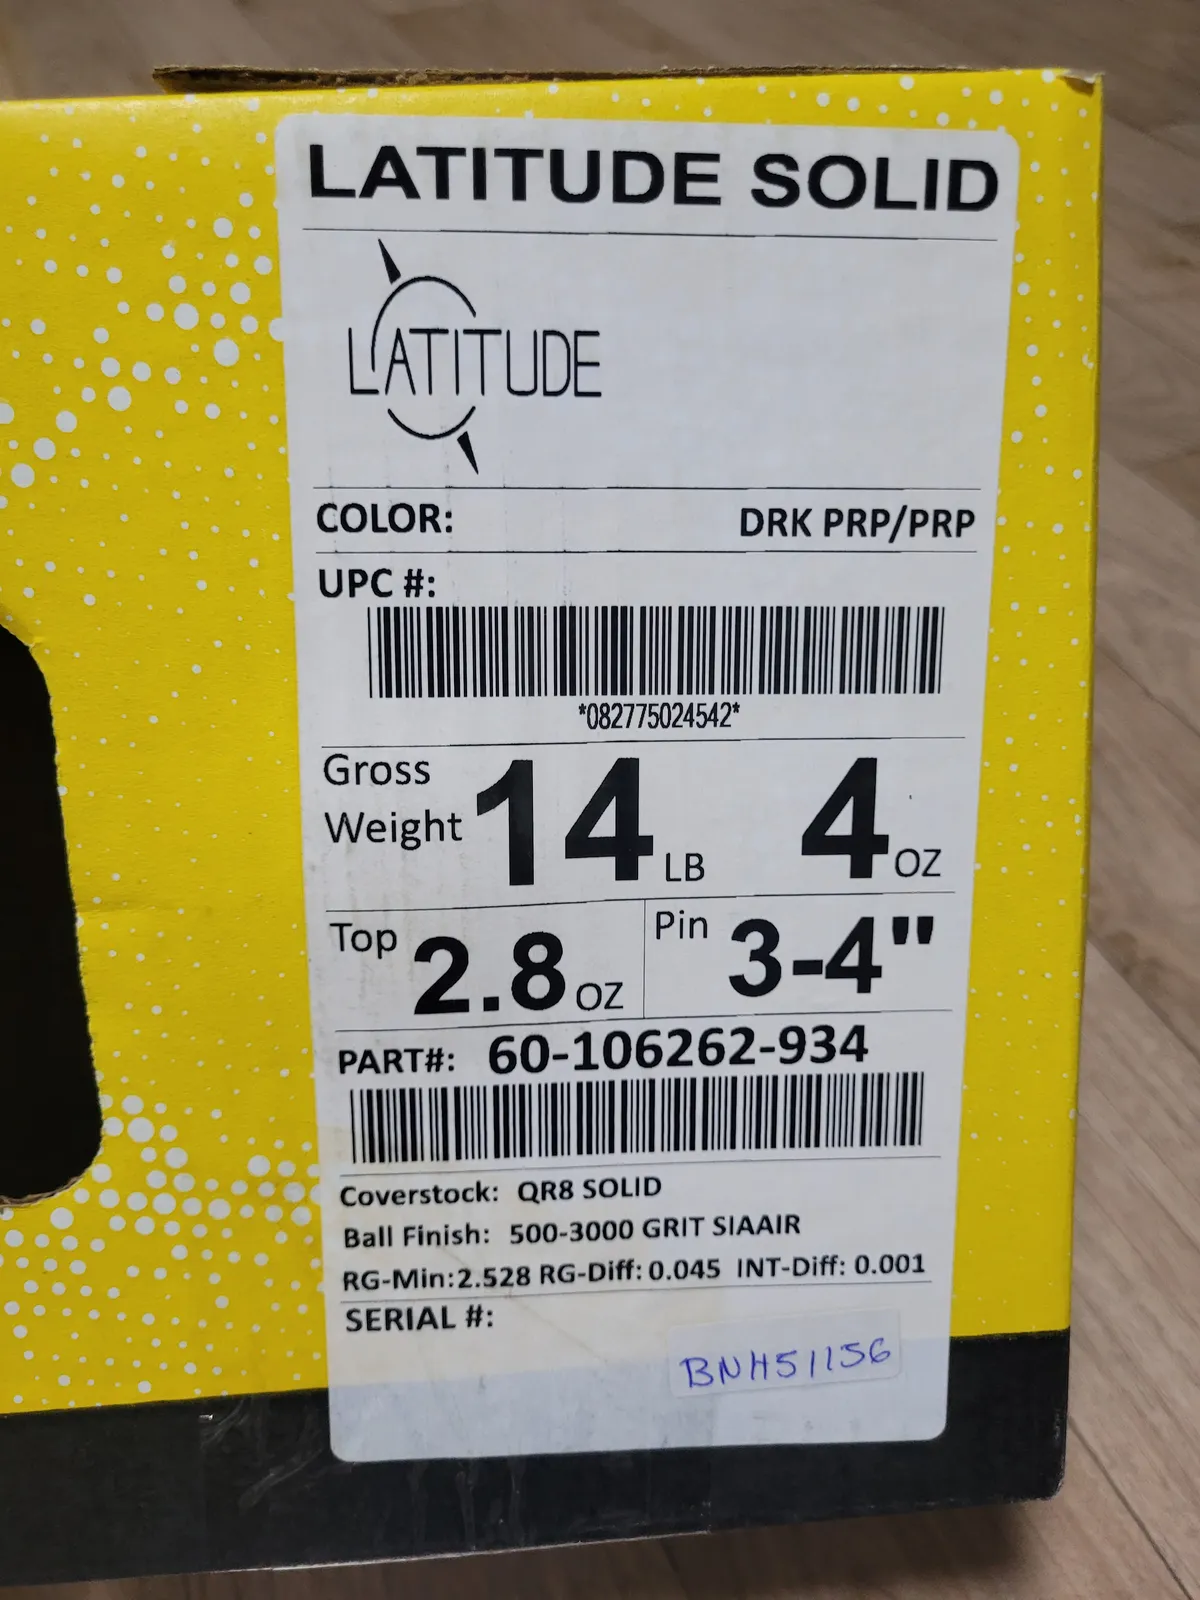 LATITUDE SOLID
LATITUDE
COLOR: DRK PRP/PRP
UPC #:
*082775024542*
Gross
Weight 14 LB 4 OZ
Top 2.8 OZ Pin 3-4"
PART#: 60-106262-934
Coverstock: QR8 SOLID
Ball Finish: 500-3000 GRIT SIAAIR
RG-Min:2.528 RG-Diff: 0.045 INT-Diff: 0.001
SERIAL #:
BNH51156